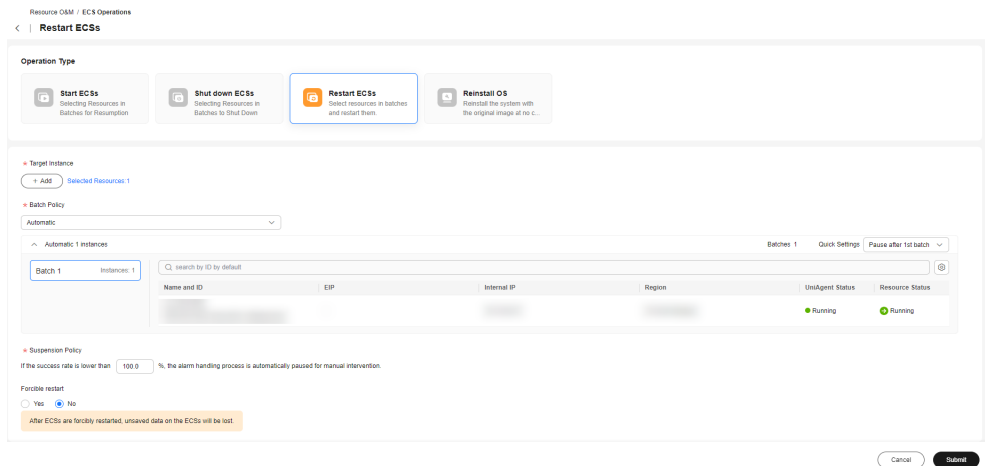 Resource O&M / ECS Operations
Restart ECSs
Operation Type
Start ECSs
Selecting Resources in
Batches for Resumption
Shut down ECSs
Selecting Resources in
Batches to Shut Down
Restart ECSs
Select resources in batches
and restart them.
Reinstall OS
Reinstall the system with
the original image at no c...
* Target Instance
+ Add Selected Resources:1
* Batch Policy
Automatic
Automatic 1 instances Batches 1 Quick Settings Pause after 1st batch
Batch 1 Instances: 1
search by ID by default
Name and ID EIP Internal IP Region UniAgent Status Resource Status
Running Running
* Suspension Policy
If the success rate is lower than 100.0 %, the alarm handling process is automatically paused for manual intervention.
Forcible restart
Yes No
After ECSs are forcibly restarted, unsaved data on the ECSs will be lost.
Cancel Submit